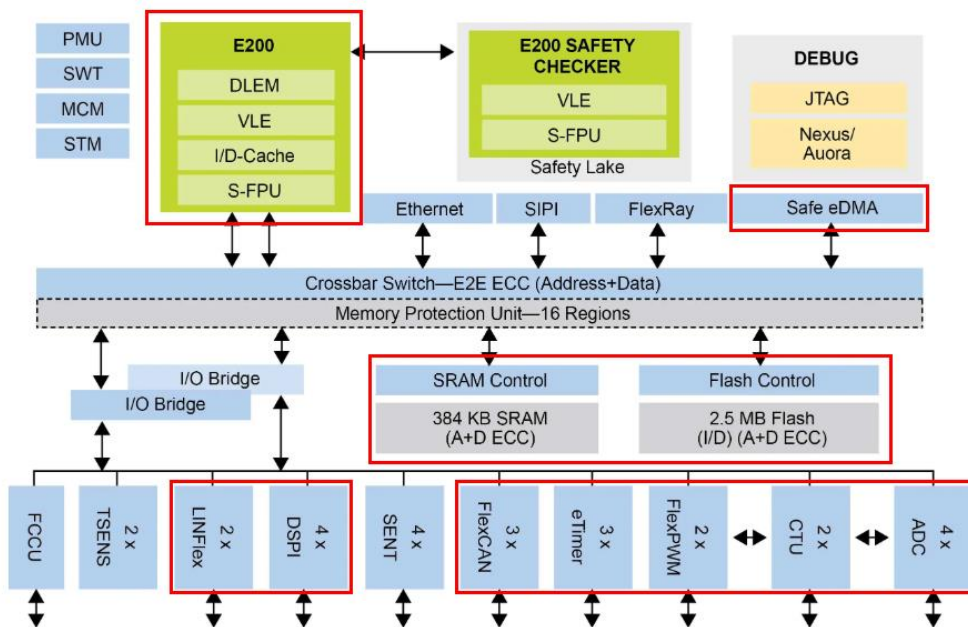 PMU
SWT
MCM
STM
E200
DLEM
VLE
I/D-Cache
S-FPU
E200 SAFETY
CHECKER
VLE
S-FPU
Safety Lake
DEBUG
JTAG
Nexus/
Auora
Ethernet
SIPI
FlexRay
Safe eDMA
Crossbar Switch—E2E ECC (Address+Data)
Memory Protection Unit—16 Regions
I/O Bridge
I/O Bridge
SRAM Control
384 KB SRAM
(A+D ECC)
Flash Control
2.5 MB Flash
(I/D) (A+D ECC)
FCCU
2 x
TSENS
2 x
LINFlex
4 x
DSPI
4 x
SENT
3 x
FlexCAN
3 x
eTimer
2 x
FlexPWM
2 x
CTU
4 x
ADC